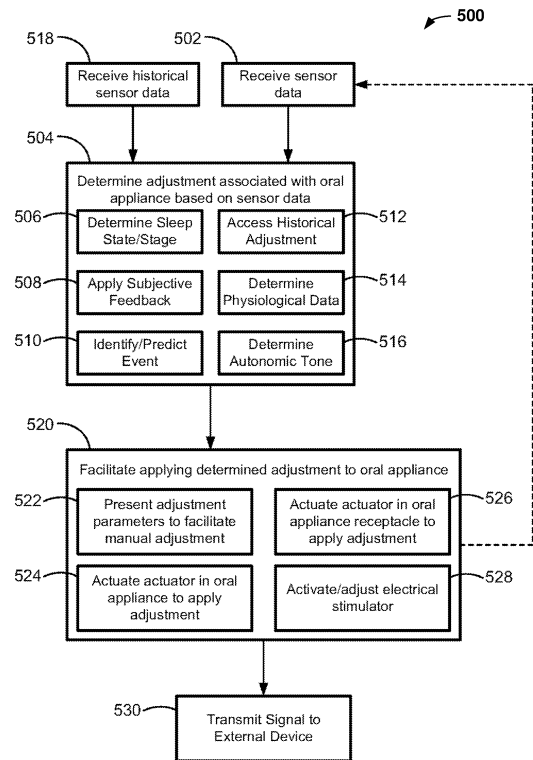 500
518
502
Receive historical
sensor data
Receive sensor
data
504
Determine adjustment associated with oral
appliance based on sensor data
506
Determine Sleep
State/Stage
Access Historical
Adjustment
512
508
Apply Subjective
Feedback
Determine
Physiological Data
514
510
Identify/Predict
Event
Determine
Autonomic Tone
516
520
Facilitate applying determined adjustment to oral appliance
522
Present adjustment
parameters to facilitate
manual adjustment
Actuate actuator in oral
appliance receptacle to
apply adjustment
526
524
Actuate actuator in oral
appliance to apply
adjustment
Activate/adjust electrical
stimulator
528
530
Transmit Signal to
External Device